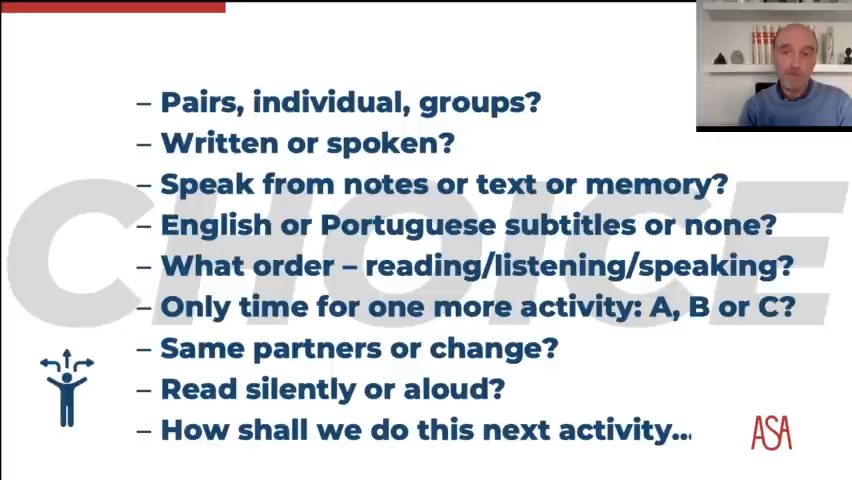 CHOICE
– Pairs, individual, groups?
– Written or spoken?
– Speak from notes or text or memory?
– English or Portuguese subtitles or none?
– What order – reading/listening/speaking?
– Only time for one more activity: A, B or C?
– Same partners or change?
– Read silently or aloud?
– How shall we do this next activity...
ASA